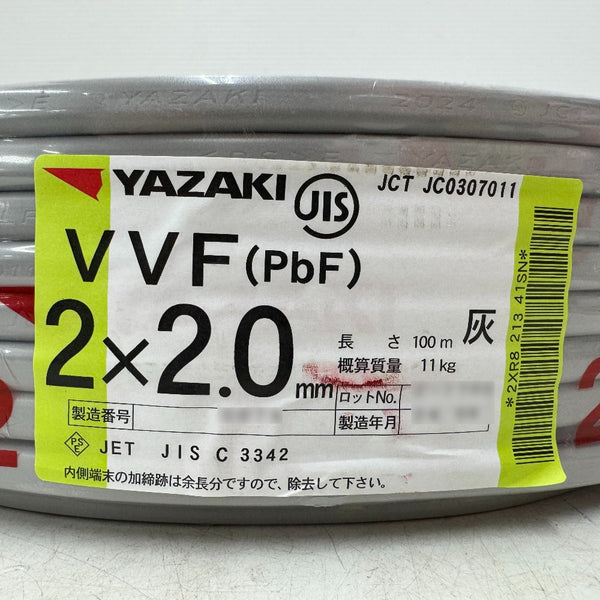 YAZAKI 2024 JC
YAZAKI JIS JCT JC0307011
VVF(PbF)
2×2.0mm
長さ 100m 灰
概算質量 11kg
ロットNo.
製造番号 製造年月
PSE JET JIS C 3342
内側端末の加締跡は余長分ですので、除去して下さい。
*2XR8 213 41SN*